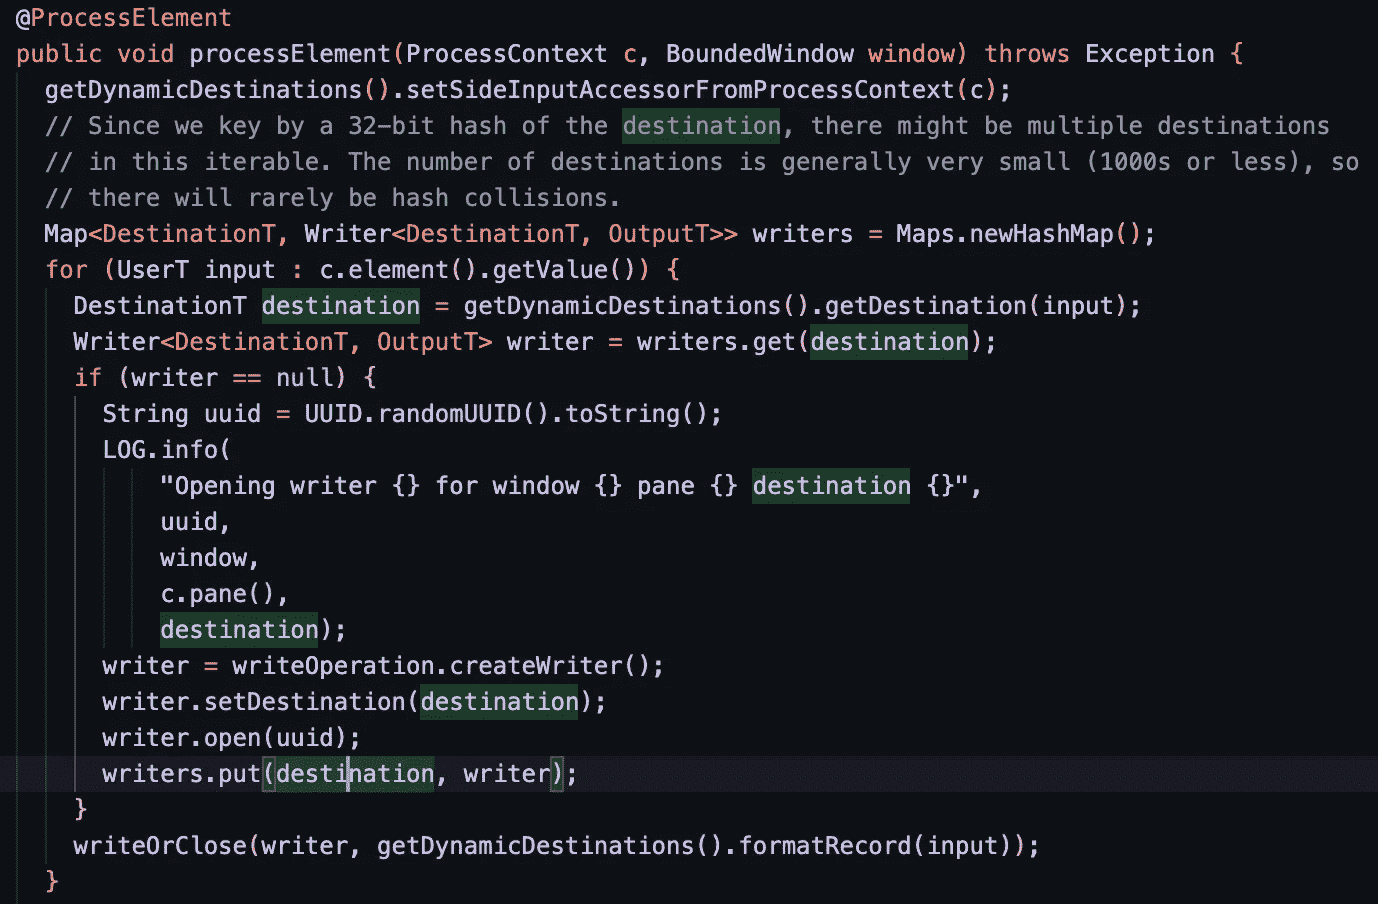 @ProcessElement
public void processElement(ProcessContext c, BoundedWindow window) throws Exception {
getDynamicDestinations().setSideInputAccessorFromProcessContext(c);
// Since we key by a 32-bit hash of the destination, there might be multiple destinations
// in this iterable. The number of destinations is generally very small (1000s or less), so
// there will rarely be hash collisions.
Map<DestinationT, Writer<DestinationT, OutputT>> writers = Maps.newHashMap();
for (UserT input : c.element().getValue()) {
DestinationT destination = getDynamicDestinations().getDestination(input);
Writer<DestinationT, OutputT> writer = writers.get(destination);
if (writer == null) {
String uuid = UUID.randomUUID().toString();
LOG.info(
"Opening writer {} for window {} pane {} destination {}",
uuid,
window,
c.pane(),
destination);
writer = writeOperation.createWriter();
writer.setDestination(destination);
writer.open(uuid);
writers.put(destination, writer);
}
writeOrClose(writer, getDynamicDestinations().formatRecord(input));
}